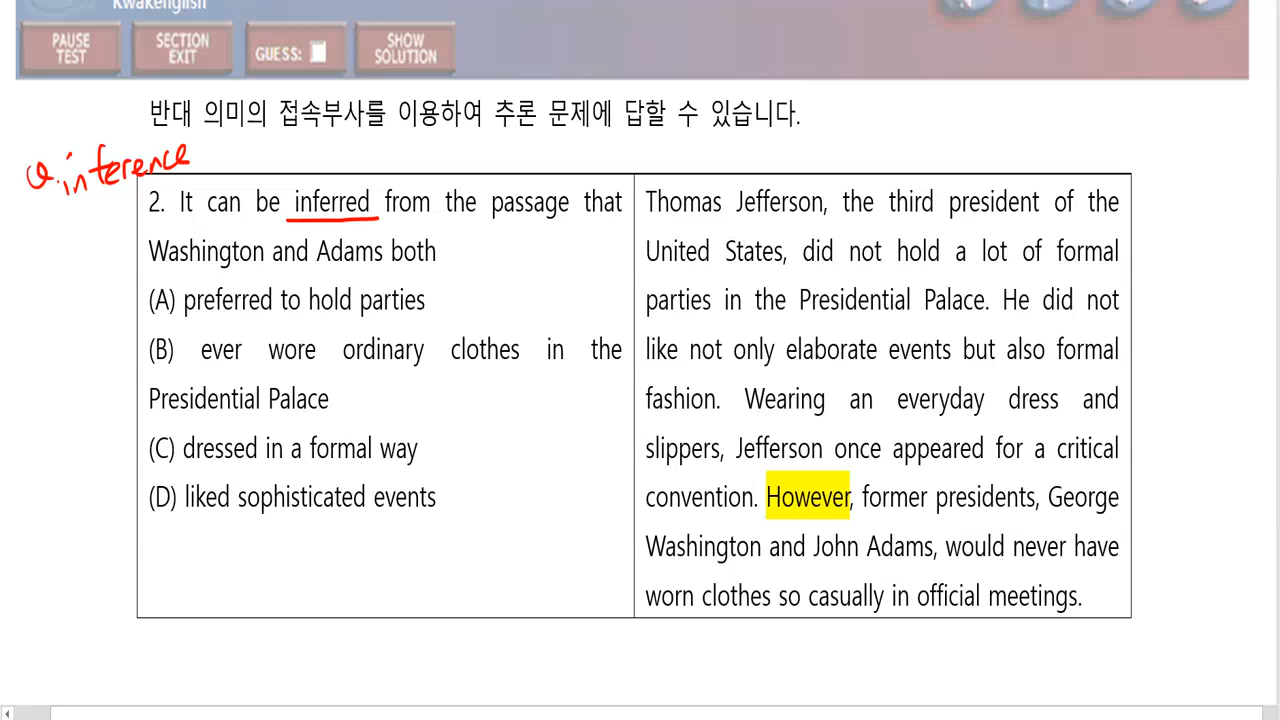 Kwakenglish
PAUSE TEST
SECTION EXIT
GUESS:
SHOW SOLUTION
반대 의미의 접속부사를 이용하여 추론 문제에 답할 수 있습니다.
Q. inference
2. It can be inferred from the passage that
Washington and Adams both
(A) preferred to hold parties
(B) ever wore ordinary clothes in the
Presidential Palace
(C) dressed in a formal way
(D) liked sophisticated events
Thomas Jefferson, the third president of the
United States, did not hold a lot of formal
parties in the Presidential Palace. He did not
like not only elaborate events but also formal
fashion. Wearing an everyday dress and
slippers, Jefferson once appeared for a critical
convention. However, former presidents, George
Washington and John Adams, would never have
worn clothes so casually in official meetings.